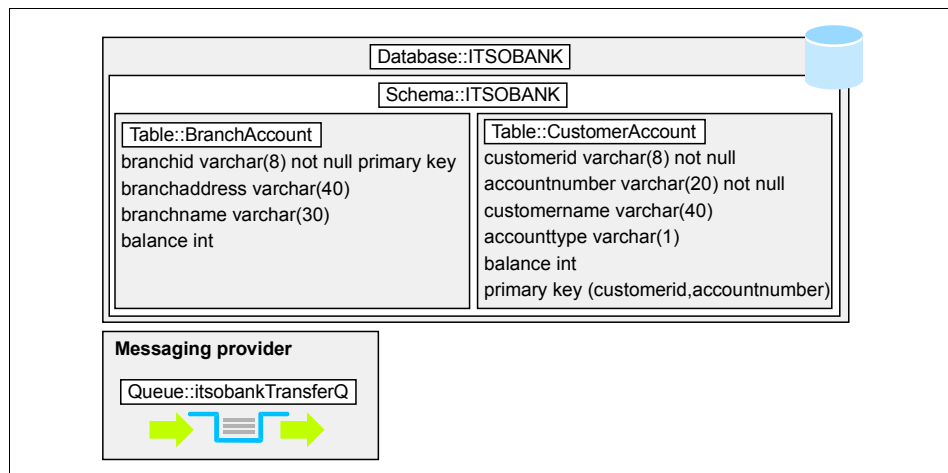 Database::ITSOBANK
Schema::ITSOBANK
Table::BranchAccount
branchid varchar(8) not null primary key
branchaddress varchar(40)
branchname varchar(30)
balance int
Table::CustomerAccount
customerid varchar(8) not null
accountnumber varchar(20) not null
customername varchar(40)
accounttype varchar(1)
balance int
primary key (customerid,accountnumber)
Messaging provider
Queue::itsobankTransferQ